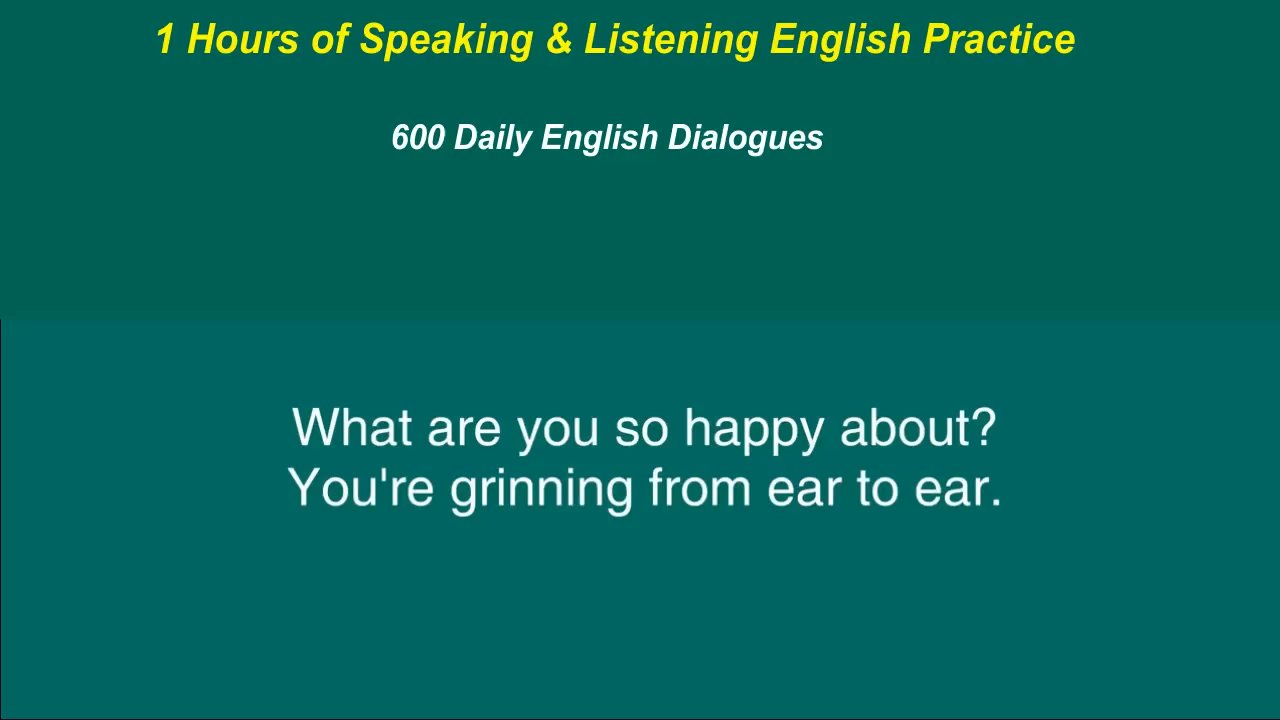 1 Hours of Speaking & Listening English Practice
600 Daily English Dialogues
What are you so happy about?
You're grinning from ear to ear.